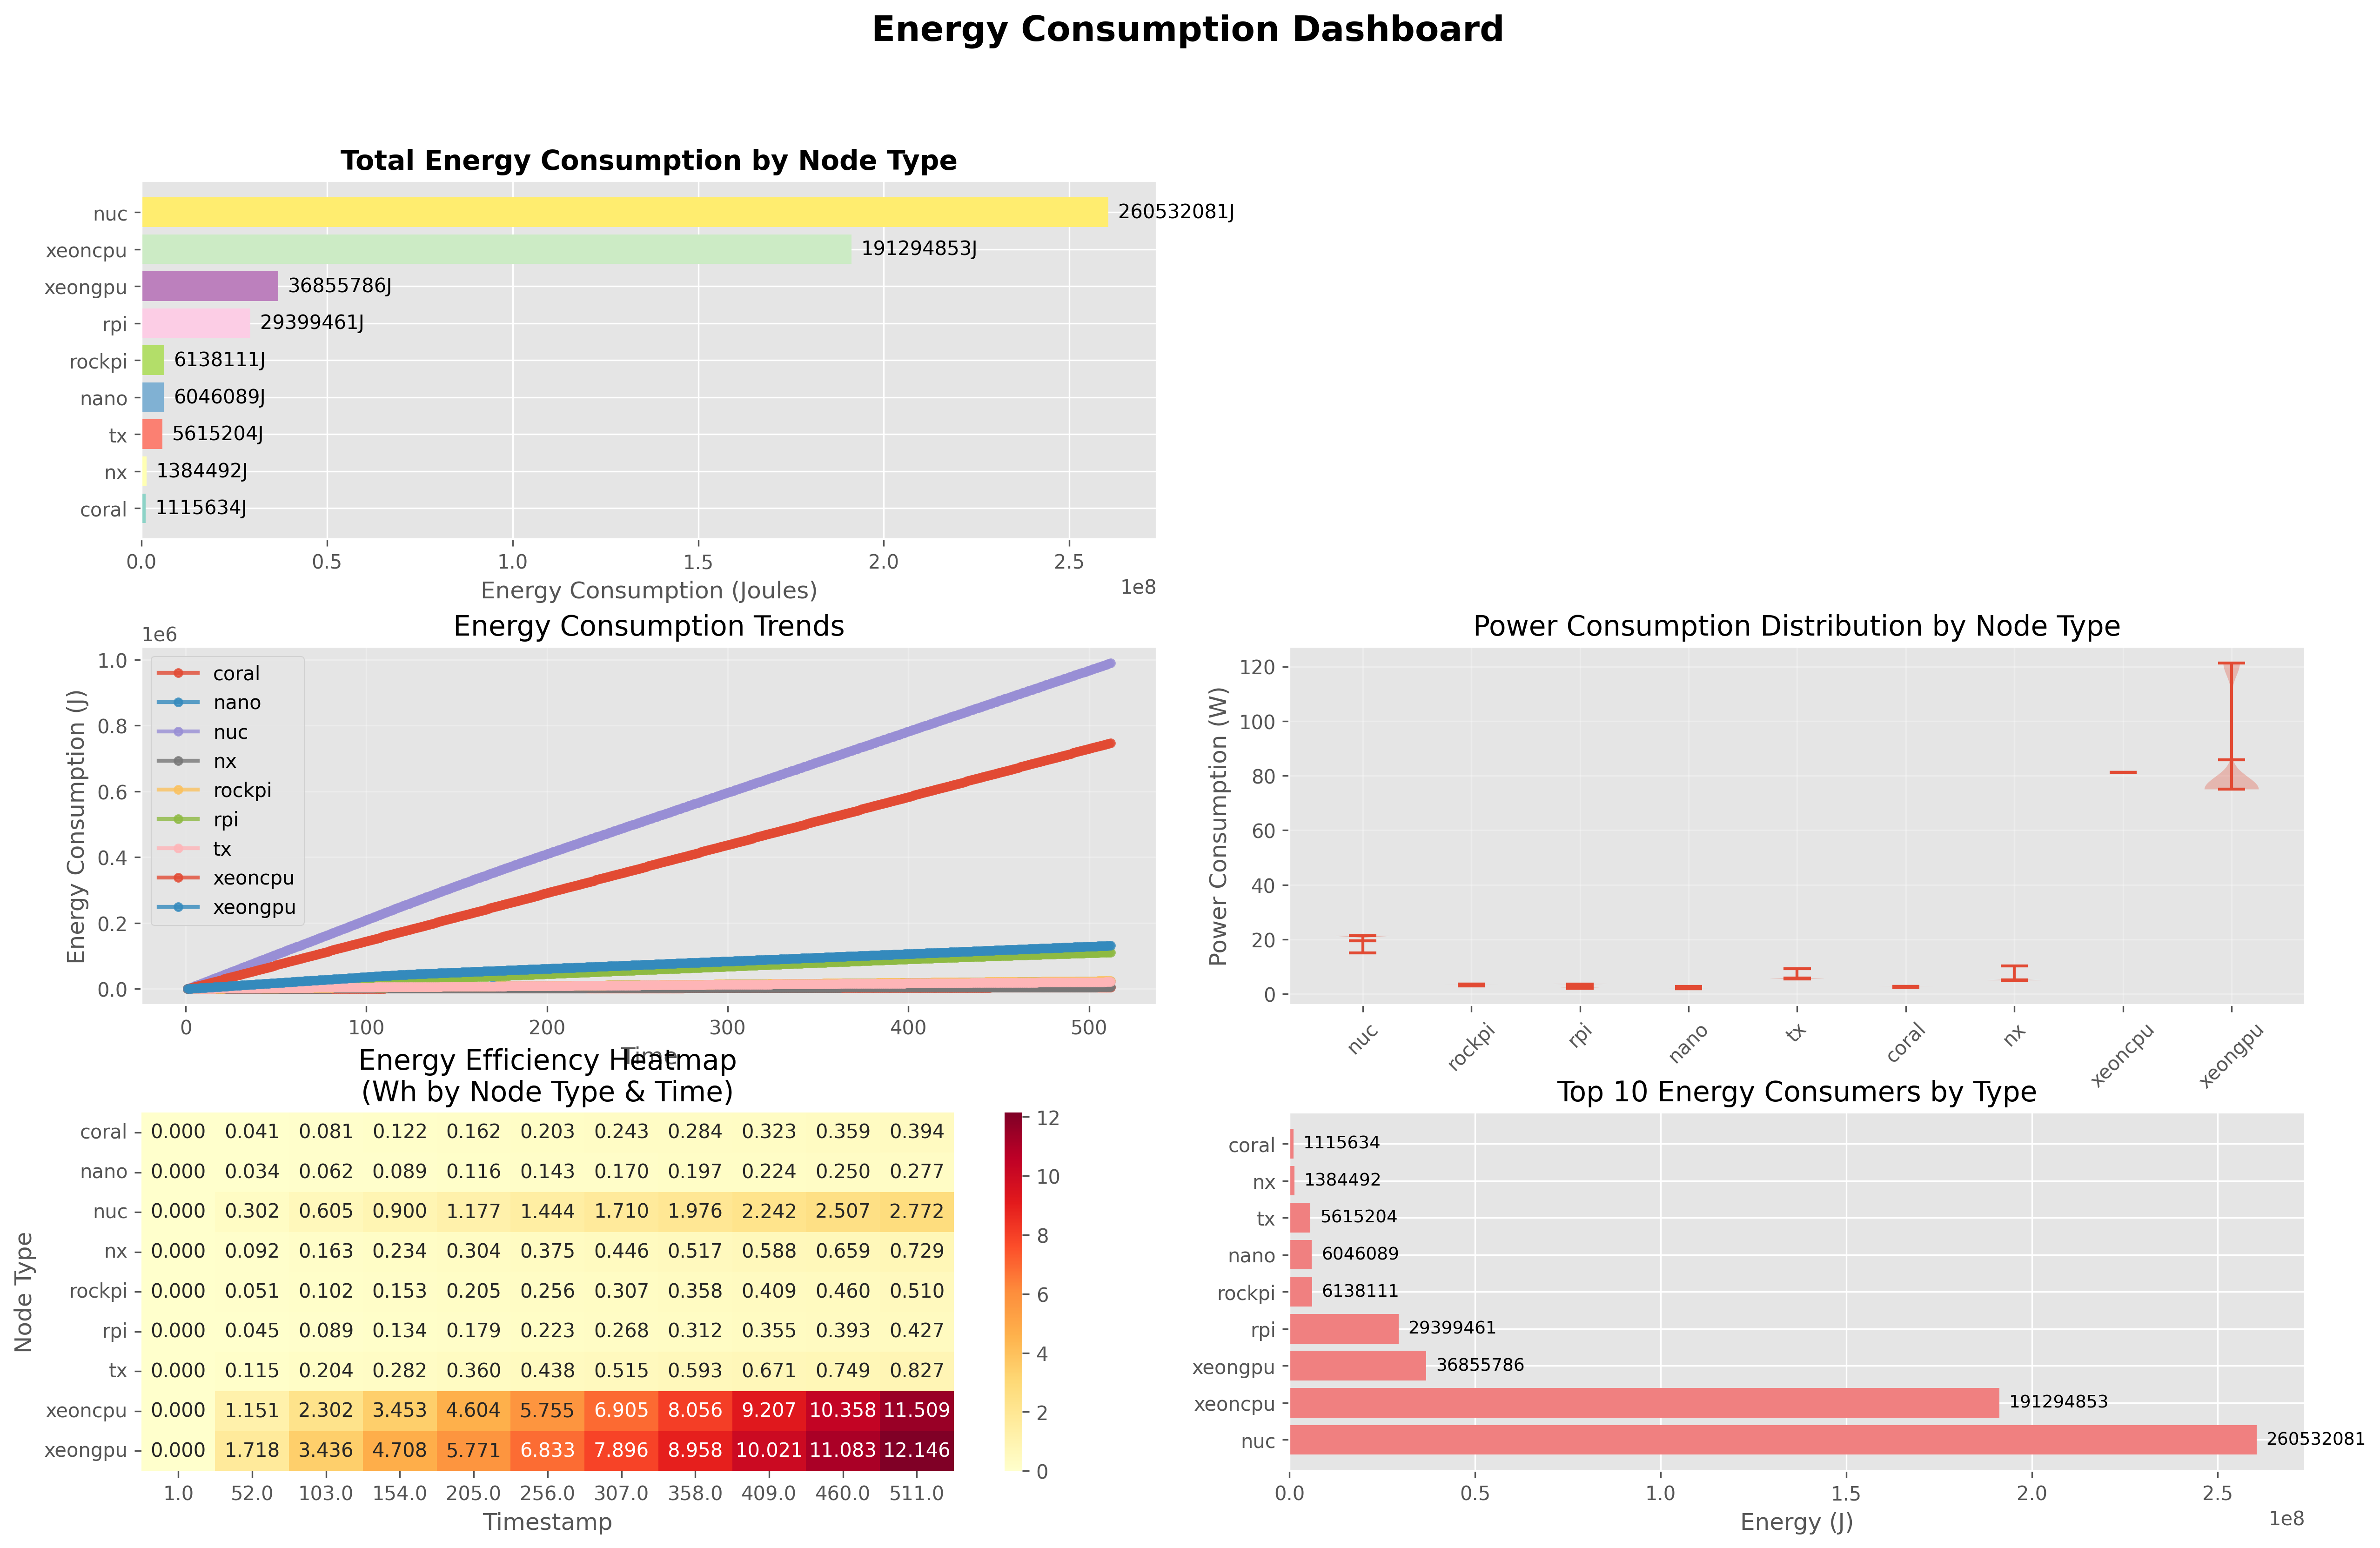 Energy Consumption Dashboard
Total Energy Consumption by Node Type
nuc 260532081J
xeoncpu 191294853J
xeongpu 36855786J
rpi 29399461J
rockpi 6138111J
nano 6046089J
tx 5615204J
nx 1384492J
coral 1115634J
0.0 0.5 1.0 1.5 2.0 2.5
Energy Consumption (Joules) 1e8
Energy Consumption Trends
1e6
Energy Consumption (J)
1.0
0.8
0.6
0.4
0.2
0.0
coral
nano
nuc
nx
rockpi
rpi
tx
xeoncpu
xeongpu
0 100 200 300 400 500
Time
Power Consumption Distribution by Node Type
Power Consumption (W)
120
100
80
60
40
20
0
nuc rockpi rpi nano tx coral nx xeoncpu xeongpu
Energy Efficiency Heatmap
(Wh by Node Type & Time)
Node Type
coral 0.000 0.041 0.081 0.122 0.162 0.203 0.243 0.284 0.323 0.359 0.394
nano 0.000 0.034 0.062 0.089 0.116 0.143 0.170 0.197 0.224 0.250 0.277
nuc 0.000 0.302 0.605 0.900 1.177 1.444 1.710 1.976 2.242 2.507 2.772
nx 0.000 0.092 0.163 0.234 0.304 0.375 0.446 0.517 0.588 0.659 0.729
rockpi 0.000 0.051 0.102 0.153 0.205 0.256 0.307 0.358 0.409 0.460 0.510
rpi 0.000 0.045 0.089 0.134 0.179 0.223 0.268 0.312 0.355 0.393 0.427
tx 0.000 0.115 0.204 0.282 0.360 0.438 0.515 0.593 0.671 0.749 0.827
xeoncpu 0.000 1.151 2.302 3.453 4.604 5.755 6.905 8.056 9.207 10.358 11.509
xeongpu 0.000 1.718 3.436 4.708 5.771 6.833 7.896 8.958 10.021 11.083 12.146
1.0 52.0 103.0 154.0 205.0 256.0 307.0 358.0 409.0 460.0 511.0
Timestamp
12
10
8
6
4
2
0
Top 10 Energy Consumers by Type
coral 1115634
nx 1384492
tx 5615204
nano 6046089
rockpi 6138111
rpi 29399461
xeongpu 36855786
xeoncpu 191294853
nuc 260532081
0.0 0.5 1.0 1.5 2.0 2.5
Energy (J) 1e8